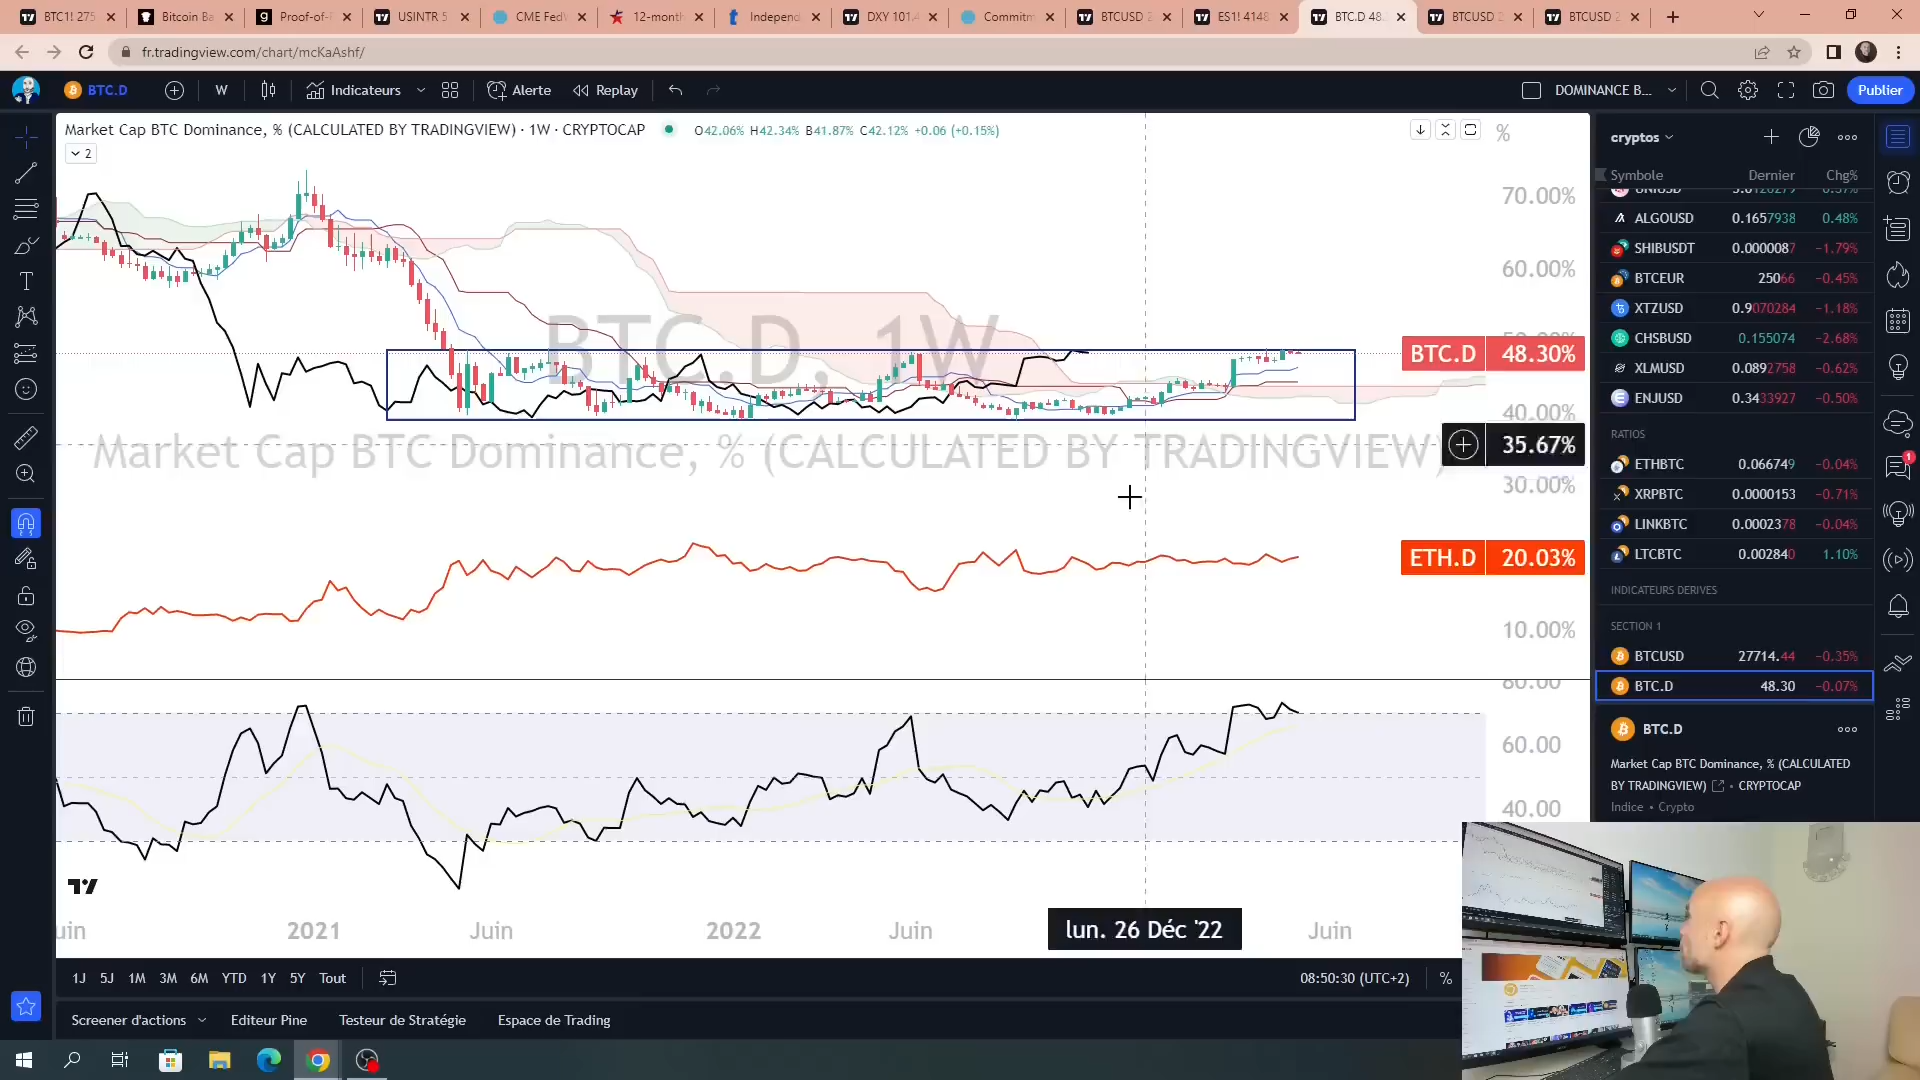 BTC1! 275
Bitcoin Ba
Proof-of-
USINTR 5
CME Fed
12-month
Independ
DXY 101.4
Commitm
BTCUSD 2
ES1! 4148
BTC.D 48.
BTCUSD 2
BTCUSD 2
fr.tradingview.com/chart/mcKaAshf/
BTC.D
W
Indicateurs
Alerte
Replay
DOMINANCE B...
Publier
Market Cap BTC Dominance, % (CALCULATED BY TRADINGVIEW) · 1W · CRYPTOCAP
O42.06% H42.34% B41.87% C42.12% +0.06 (+0.15%)
2
%
BTC.D, 1W
Market Cap BTC Dominance, % (CALCULATED BY TRADINGVIEW)
70.00%
60.00%
BTC.D 48.30%
40.00%
35.67%
30.00%
ETH.D 20.03%
10.00%
80.00
60.00
40.00
2021
Juin
2022
Juin
lun. 26 Déc '22
Juin
1J 5J 1M 3M 6M YTD 1Y 5Y Tout
08:50:30 (UTC+2)
%
Screener d'actions
Editeur Pine
Testeur de Stratégie
Espace de Trading
cryptos
Symbole Dernier Chg%
ALGOUSD 0.1657938 0.48%
SHIBUSDT 0.0000087 −1.79%
BTCEUR 25066 −0.45%
XTZUSD 0.9070284 −1.18%
CHSBUSD 0.155074 −2.68%
XLMUSD 0.0892758 −0.62%
ENJUSD 0.3433927 −0.50%
RATIOS
ETHBTC 0.066749 −0.04%
XRPBTC 0.0000153 −0.71%
LINKBTC 0.0002378 −0.04%
LTCBTC 0.002840 1.10%
INDICATEURS DERIVES
SECTION 1
BTCUSD 27714.44 −0.35%
BTC.D 48.30 −0.07%
BTC.D
Market Cap BTC Dominance, % (CALCULATED
BY TRADINGVIEW) • CRYPTOCAP
Indice • Crypto
1